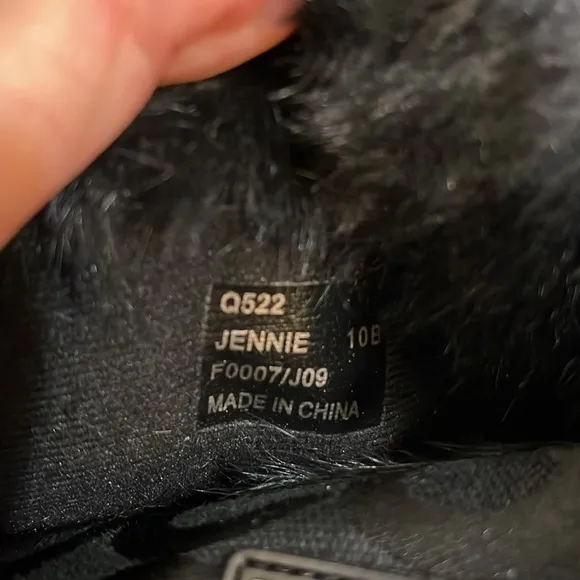 Q522
JENNIE 10B
F0007/J09
MADE IN CHINA